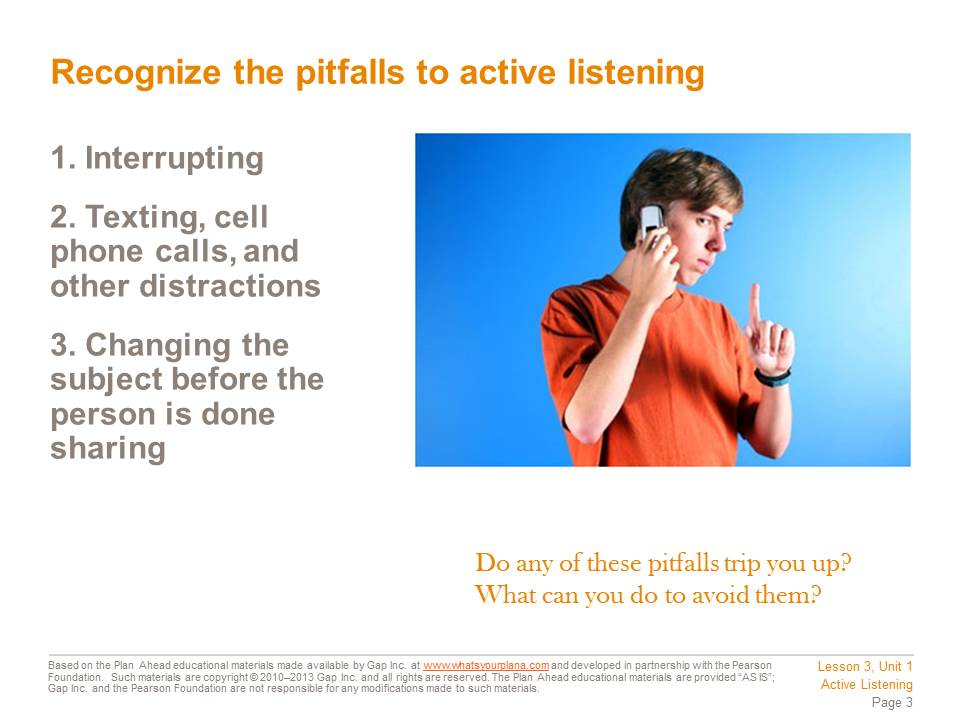 Recognize the pitfalls to active listening
1. Interrupting
2. Texting, cell
phone calls, and
other distractions
3. Changing the
subject before the
person is done
sharing
Do any of these pitfalls trip you up?
What can you do to avoid them?
Based on the Plan Ahead educational materials made available by Gap Inc. at www.whatsyourplana.com and developed in partnership with the Pearson
Foundation. Such materials are copyright © 2010–2013 Gap Inc. and all rights are reserved. The Plan Ahead educational materials are provided “AS IS”;
Gap Inc. and the Pearson Foundation are not responsible for any modifications made to such materials.
Lesson 3, Unit 1
Active Listening
Page 3